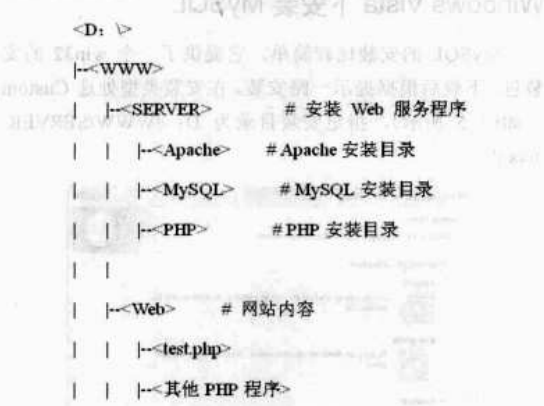 <D: \>
|--<WWW>
| |--<SERVER> # 安装 Web 服务程序
| | |--<Apache> # Apache 安装目录
| | |--<MySQL> # MySQL 安装目录
| | |--<PHP> # PHP 安装目录
| |
| |--<Web> # 网站内容
| | |--<test.php>
| | |--<其他 PHP 程序>